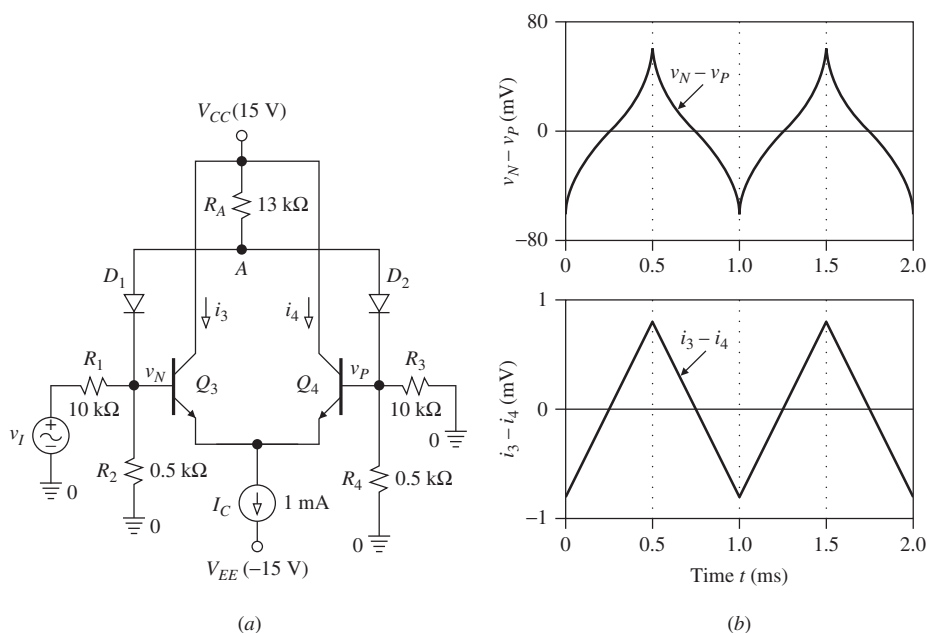 V_CC (15 V)
R_A
13 kΩ
A
D_1
D_2
i_3
i_4
R_1
v_N
Q_3
Q_4
v_P
R_3
10 kΩ
10 kΩ
v_I
+
−
0
R_2
0.5 kΩ
0
I_C
1 mA
R_4
0.5 kΩ
0
0
V_EE (−15 V)
(a)
v_N − v_P (mV)
80
0
−80
v_N − v_P
0 0.5 1.0 1.5 2.0
i_3 − i_4 (mV)
1
0
−1
i_3 − i_4
0 0.5 1.0 1.5 2.0
Time t (ms)
(b)